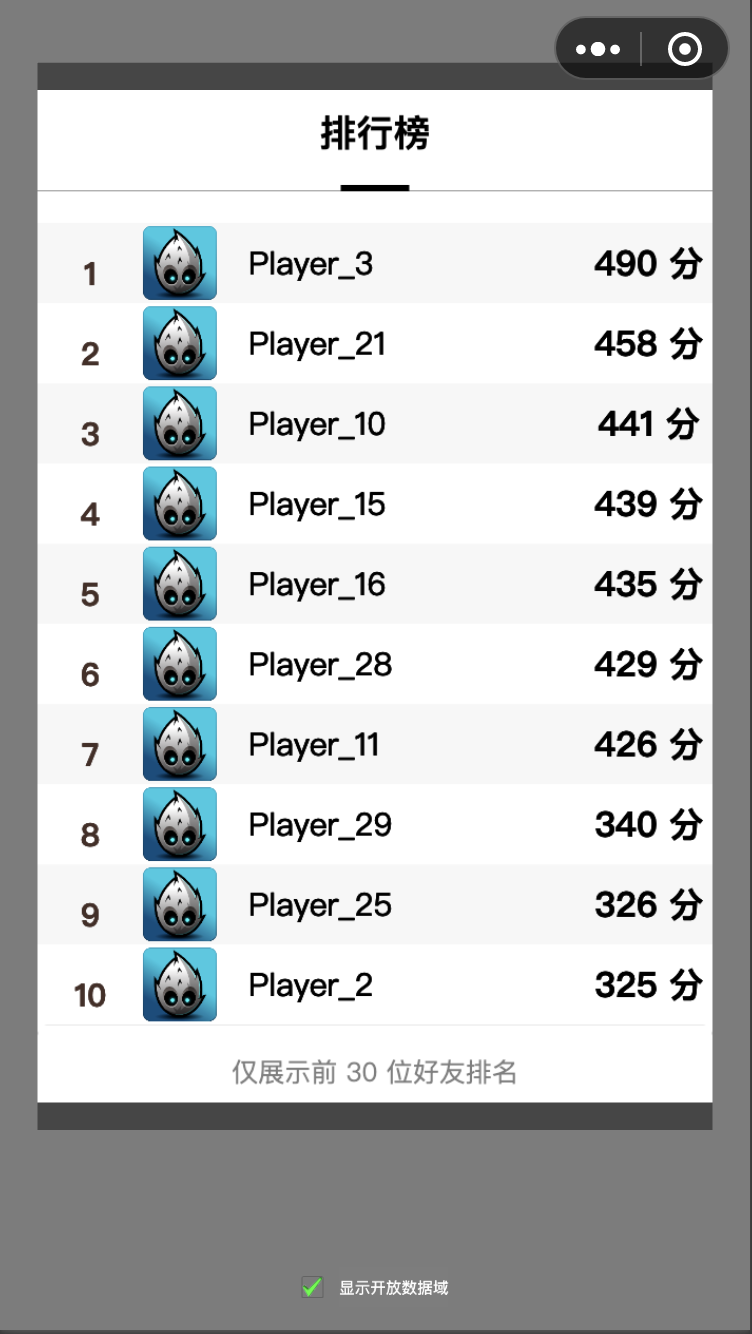 排行榜
1 Player_3 490 分
2 Player_21 458 分
3 Player_10 441 分
4 Player_15 439 分
5 Player_16 435 分
6 Player_28 429 分
7 Player_11 426 分
8 Player_29 340 分
9 Player_25 326 分
10 Player_2 325 分
仅展示前 30 位好友排名
显示开放数据域